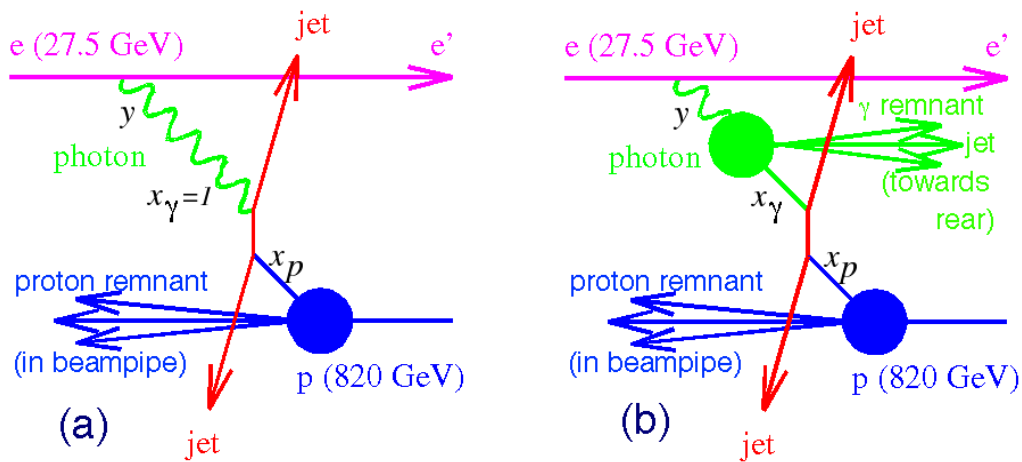 jet
e (27.5 GeV)
e'
y
photon
xγ=1
xp
proton remnant
(in beampipe)
p (820 GeV)
(a)
jet
jet
e (27.5 GeV)
e'
y
γ remnant
jet
(towards
rear)
photon
xγ
xp
proton remnant
(in beampipe)
p (820 GeV)
(b)
jet